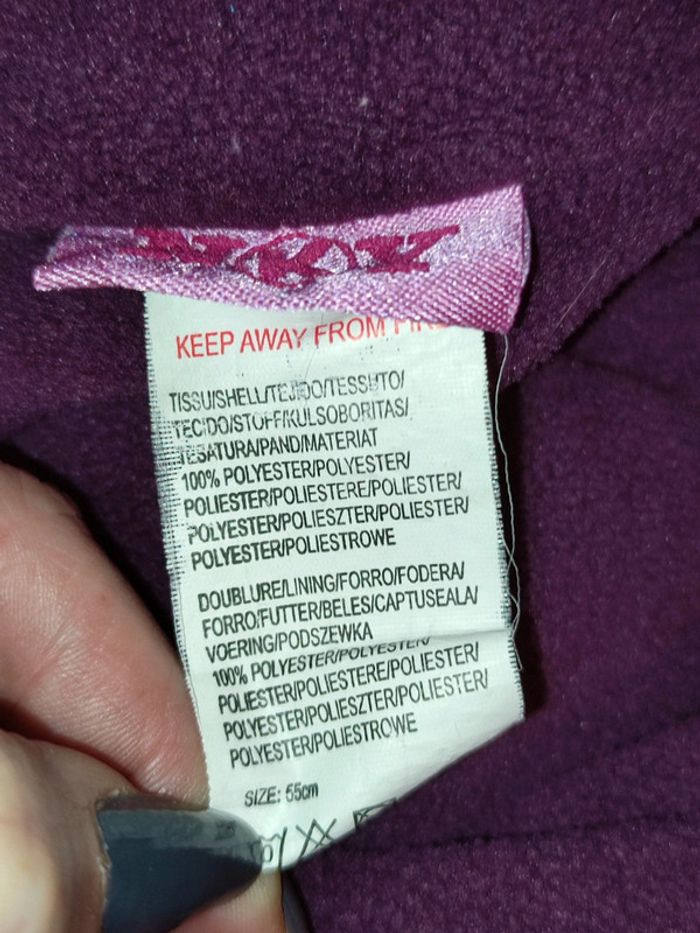 KEEP AWAY FROM FIRE
TISSU/SHELL/TEJIDO/TESSUTO/
TECIDO/STOFF/KULSOBORITAS/
TESATURA/PAND/MATERIAT
100% POLYESTER/POLYESTER/
POLIESTER/POLIESTERE/POLIESTER/
POLYESTER/POLIESZTER/POLIESTER/
POLYESTER/POLIESTROWE
DOUBLURE/LINING/FORRO/FODERA/
FORRO/FUTTER/BELES/CAPTUSEALA/
VOERING/PODSZEWKA
100% POLYESTER/POLYESTER/
POLIESTER/POLIESTERE/POLIESTER/
POLYESTER/POLIESZTER/POLIESTER/
POLYESTER/POLIESTROWE
SIZE: 55cm